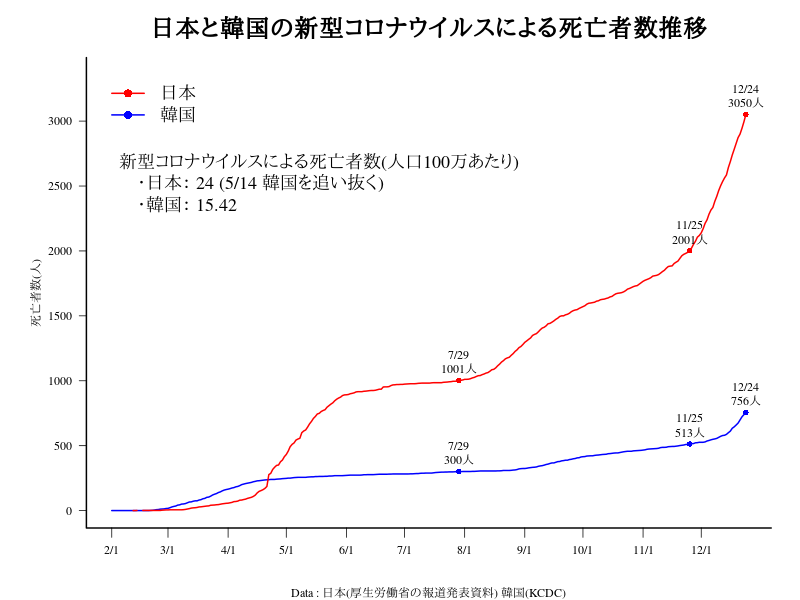 日本と韓国の新型コロナウイルスによる死亡者数推移
日本
韓国
新型コロナウイルスによる死亡者数(人口100万あたり)
・日本: 24 (5/14 韓国を追い抜く)
・韓国: 15.42
12/24
3050人
11/25
2001人
7/29
1001人
12/24
756人
11/25
513人
7/29
300人
死亡者数(人)
3000
2500
2000
1500
1000
500
0
2/1 3/1 4/1 5/1 6/1 7/1 8/1 9/1 10/1 11/1 12/1
Data : 日本(厚生労働省の報道発表資料) 韓国(KCDC)